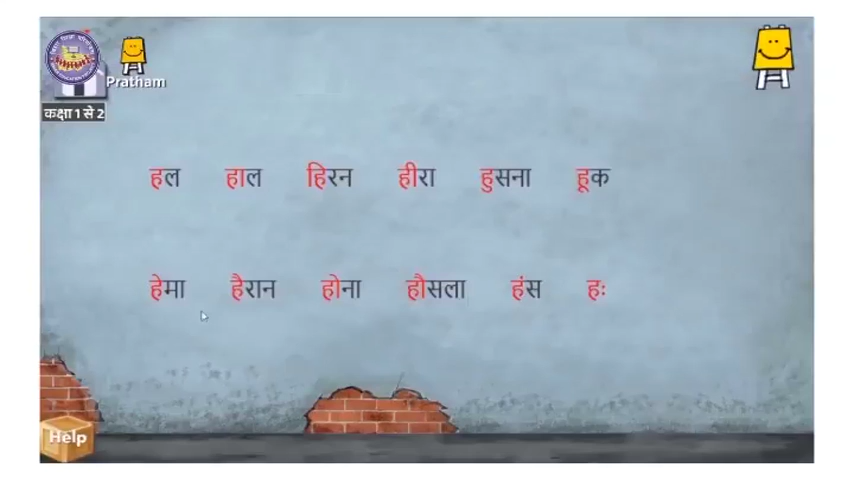 Pratham
कक्षा 1 से 2
हल हाल हिरन हीरा हुसना हूक
हेमा हैरान होना हौसला हंस हः
Help